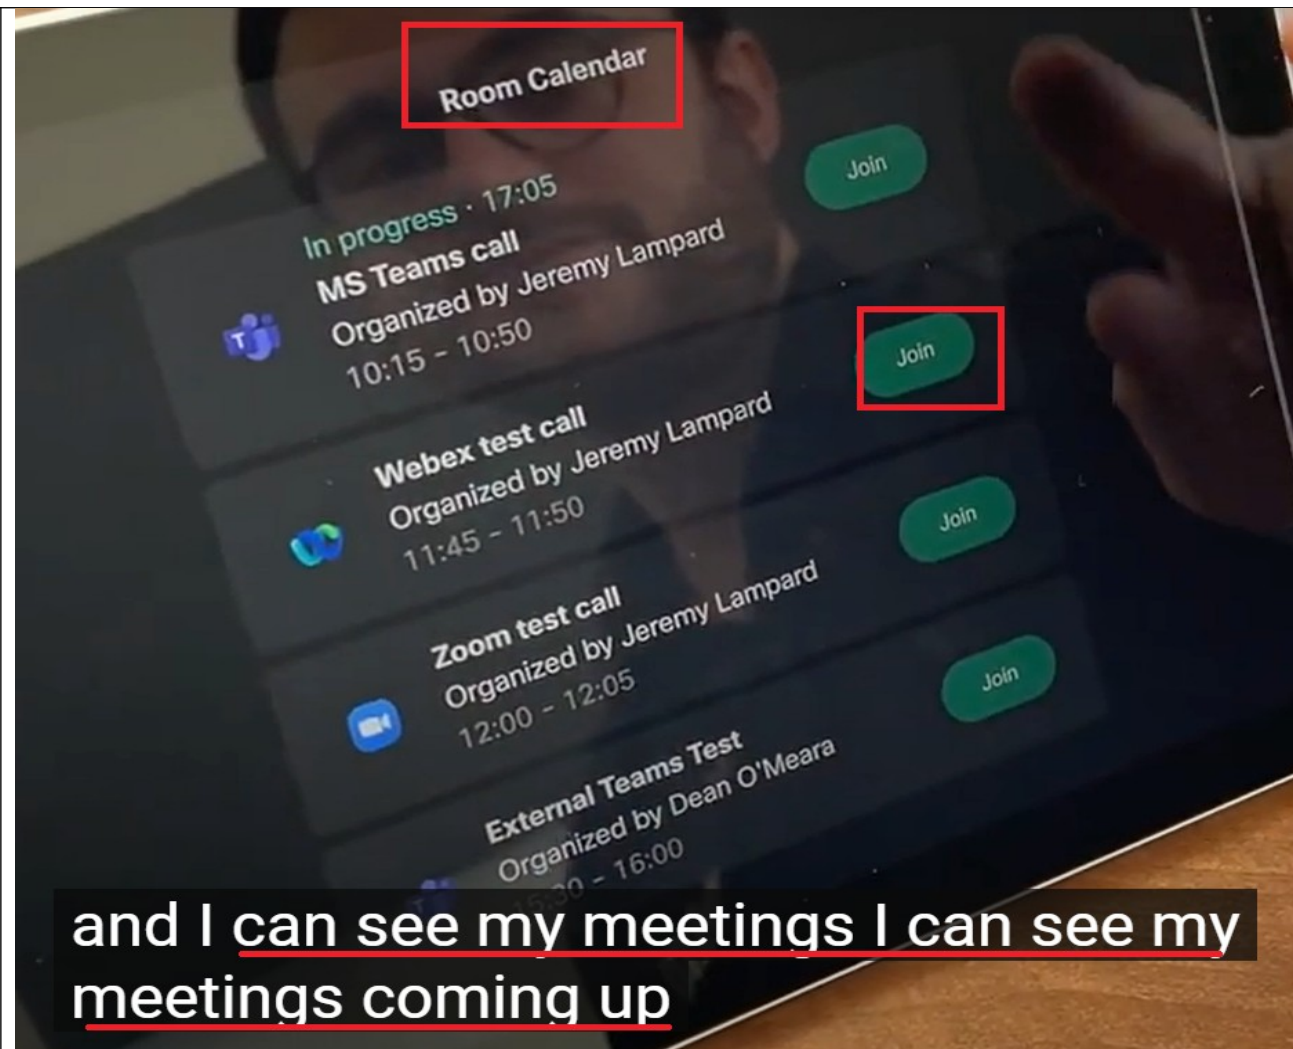 Room Calendar
In progress · 17:05
MS Teams call
Organized by Jeremy Lampard
10:15 - 10:50
Join
Webex test call
Organized by Jeremy Lampard
11:45 - 11:50
Join
Zoom test call
Organized by Jeremy Lampard
12:00 - 12:05
Join
External Teams Test
Organized by Dean O'Meara
15:30 - 16:00
Join
and I can see my meetings I can see my
meetings coming up